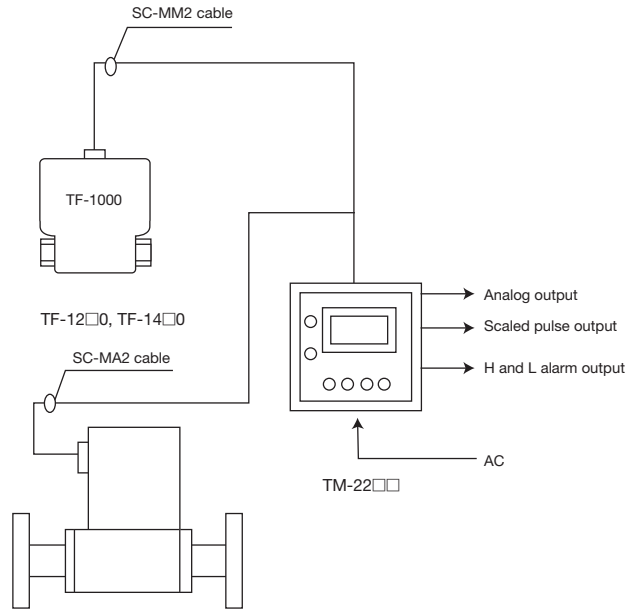 SC-MM2 cable
TF-1000
TF-12□0, TF-14□0
SC-MA2 cable
Analog output
Scaled pulse output
H and L alarm output
AC
TM-22□□